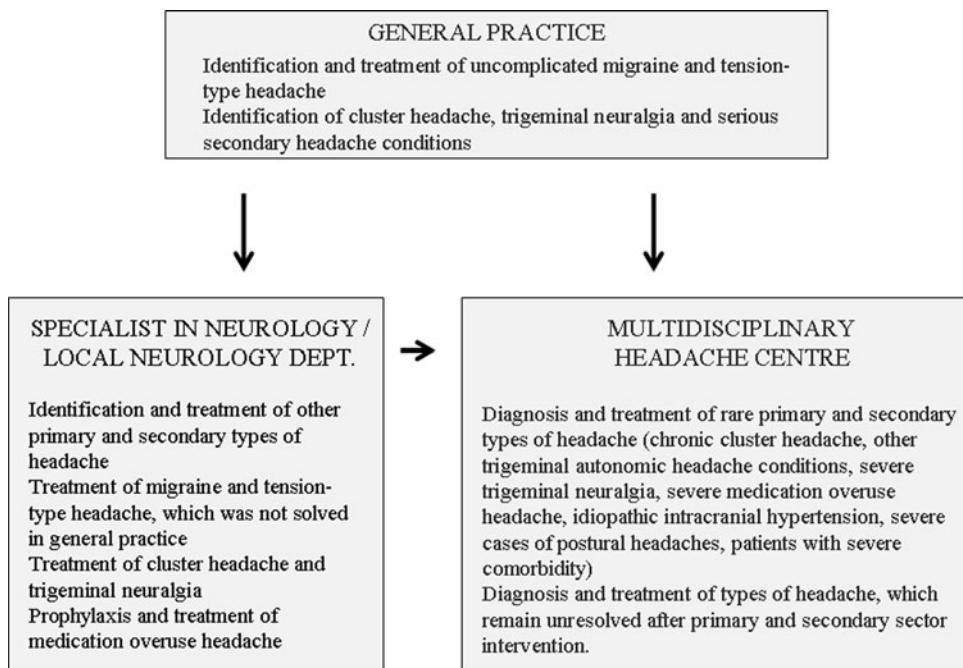 GENERAL PRACTICE
Identification and treatment of uncomplicated migraine and tension-
type headache
Identification of cluster headache, trigeminal neuralgia and serious
secondary headache conditions
SPECIALIST IN NEUROLOGY /
LOCAL NEUROLOGY DEPT.
Identification and treatment of other
primary and secondary types of
headache
Treatment of migraine and tension-
type headache, which was not solved
in general practice
Treatment of cluster headache and
trigeminal neuralgia
Prophylaxis and treatment of
medication overuse headache
MULTIDISCIPLINARY
HEADACHE CENTRE
Diagnosis and treatment of rare primary and secondary
types of headache (chronic cluster headache, other
trigeminal autonomic headache conditions, severe
trigeminal neuralgia, severe medication overuse
headache, idiopathic intracranial hypertension, severe
cases of postural headaches, patients with severe
comorbidity)
Diagnosis and treatment of types of headache, which
remain unresolved after primary and secondary sector
intervention.